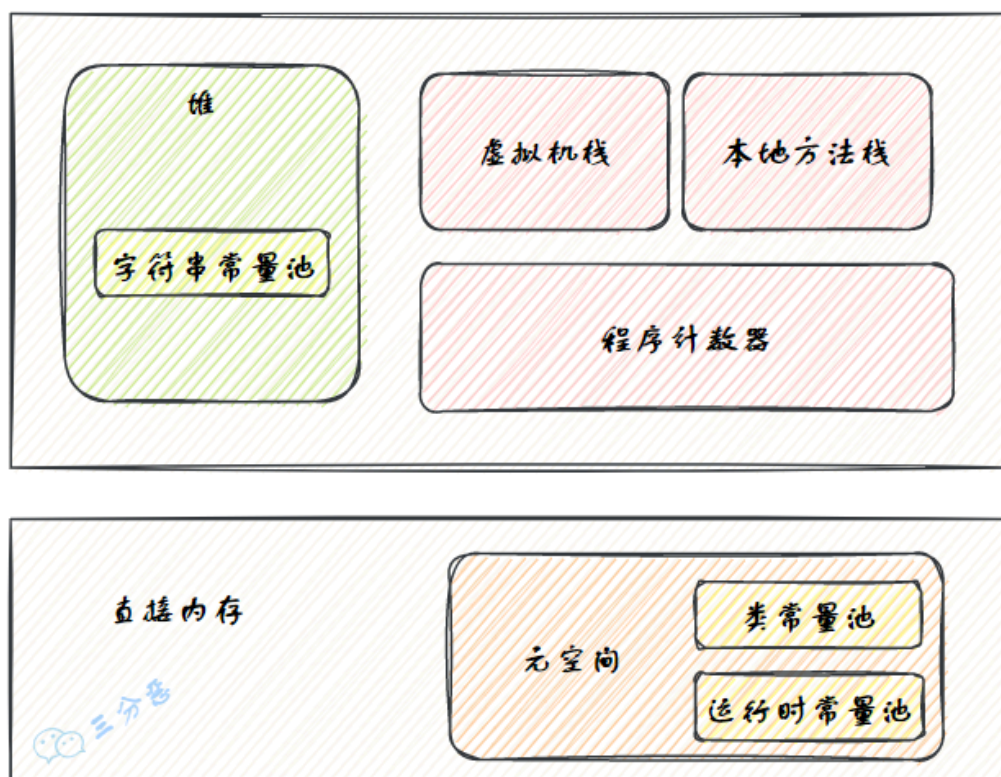 堆
虚拟机栈
本地方法栈
字符串常量池
程序计数器
直接内存
元空间
类常量池
运行时常量池
三分恶